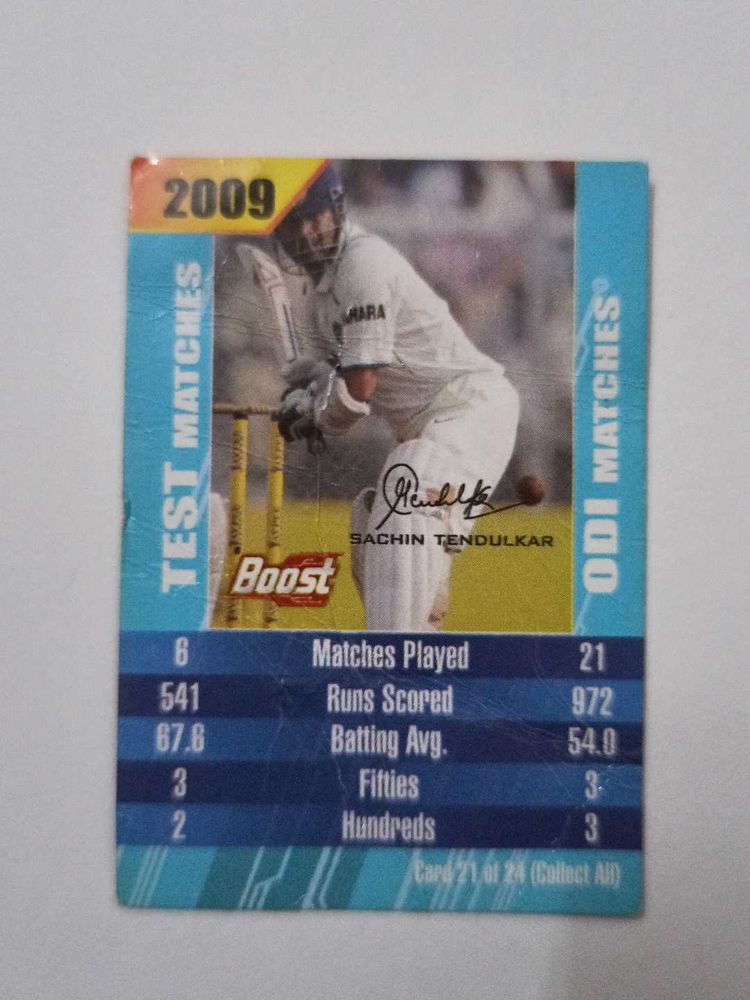 2009
TEST MATCHES
ODI MATCHES
Tendulkar
SACHIN TENDULKAR
Boost
6 Matches Played 21
541 Runs Scored 972
67.6 Batting Avg. 54.0
3 Fifties 3
2 Hundreds 3
Card 21 of 24 (Collect All)